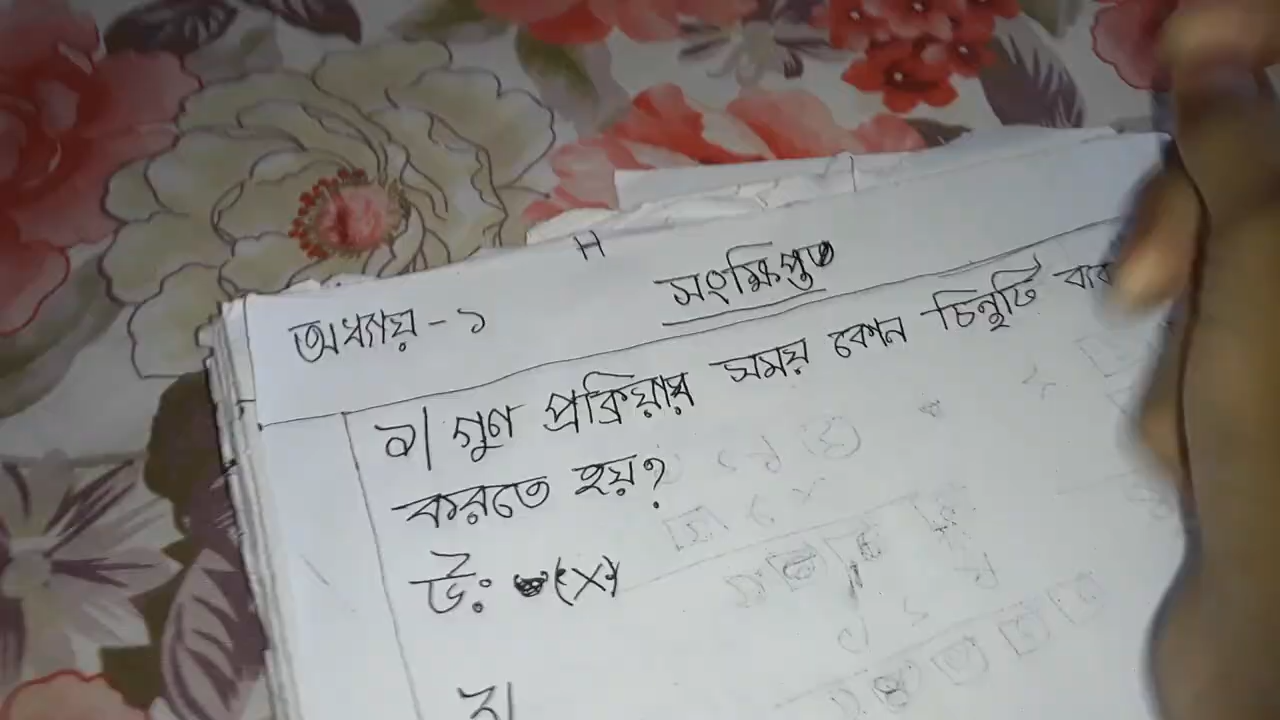 H
সংক্ষিপ্ত
অধ্যায় - ১
১| গুণ প্রক্রিয়ার সময় কোন চিহ্নটি ব্যব
করতে হয়?
উ: (×)
২|